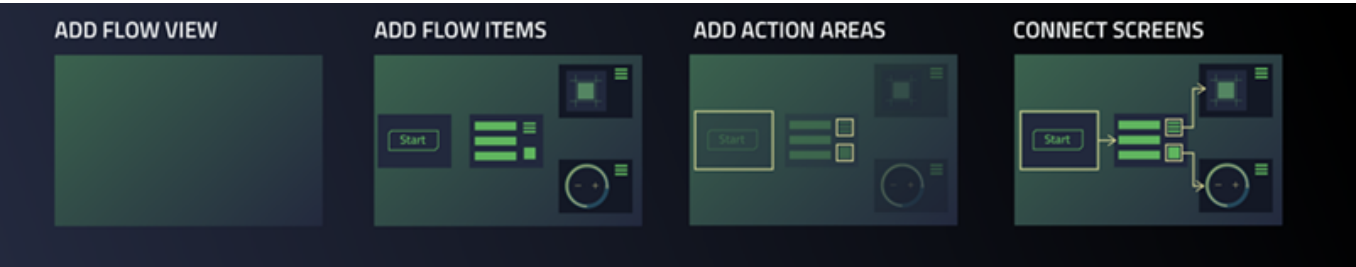 ADD FLOW VIEW
ADD FLOW ITEMS
ADD ACTION AREAS
CONNECT SCREENS
Start
Start
Start